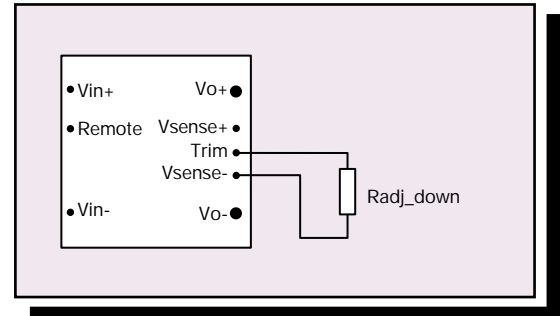 Vin+ Vo+
Remote Vsense+
Trim
Vsense-
Radj_down
Vin- Vo-